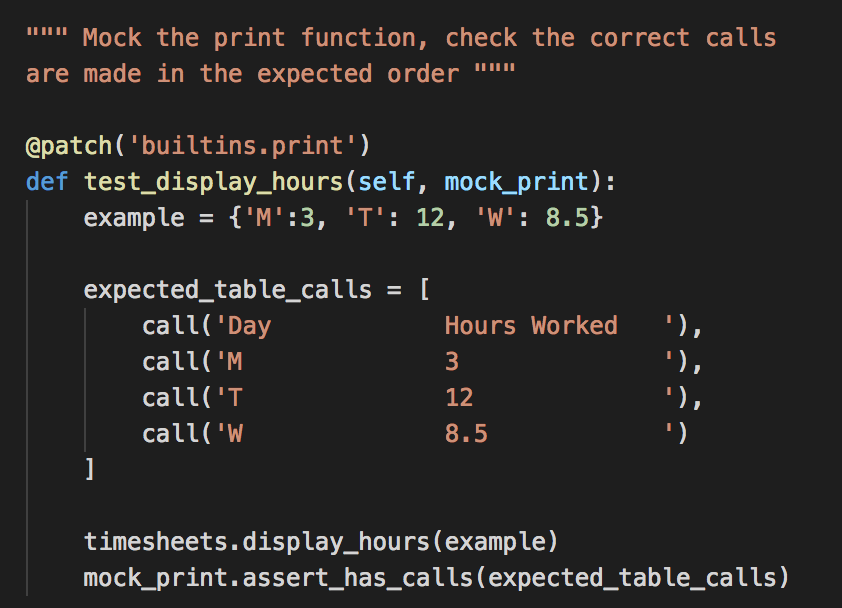 """ Mock the print function, check the correct calls
are made in the expected order """
@patch('builtins.print')
def test_display_hours(self, mock_print):
    example = {'M':3, 'T': 12, 'W': 8.5}
    expected_table_calls = [
        call('Day            Hours Worked   '),
        call('M              3              '),
        call('T              12             '),
        call('W              8.5            ')
    ]
    timesheets.display_hours(example)
    mock_print.assert_has_calls(expected_table_calls)